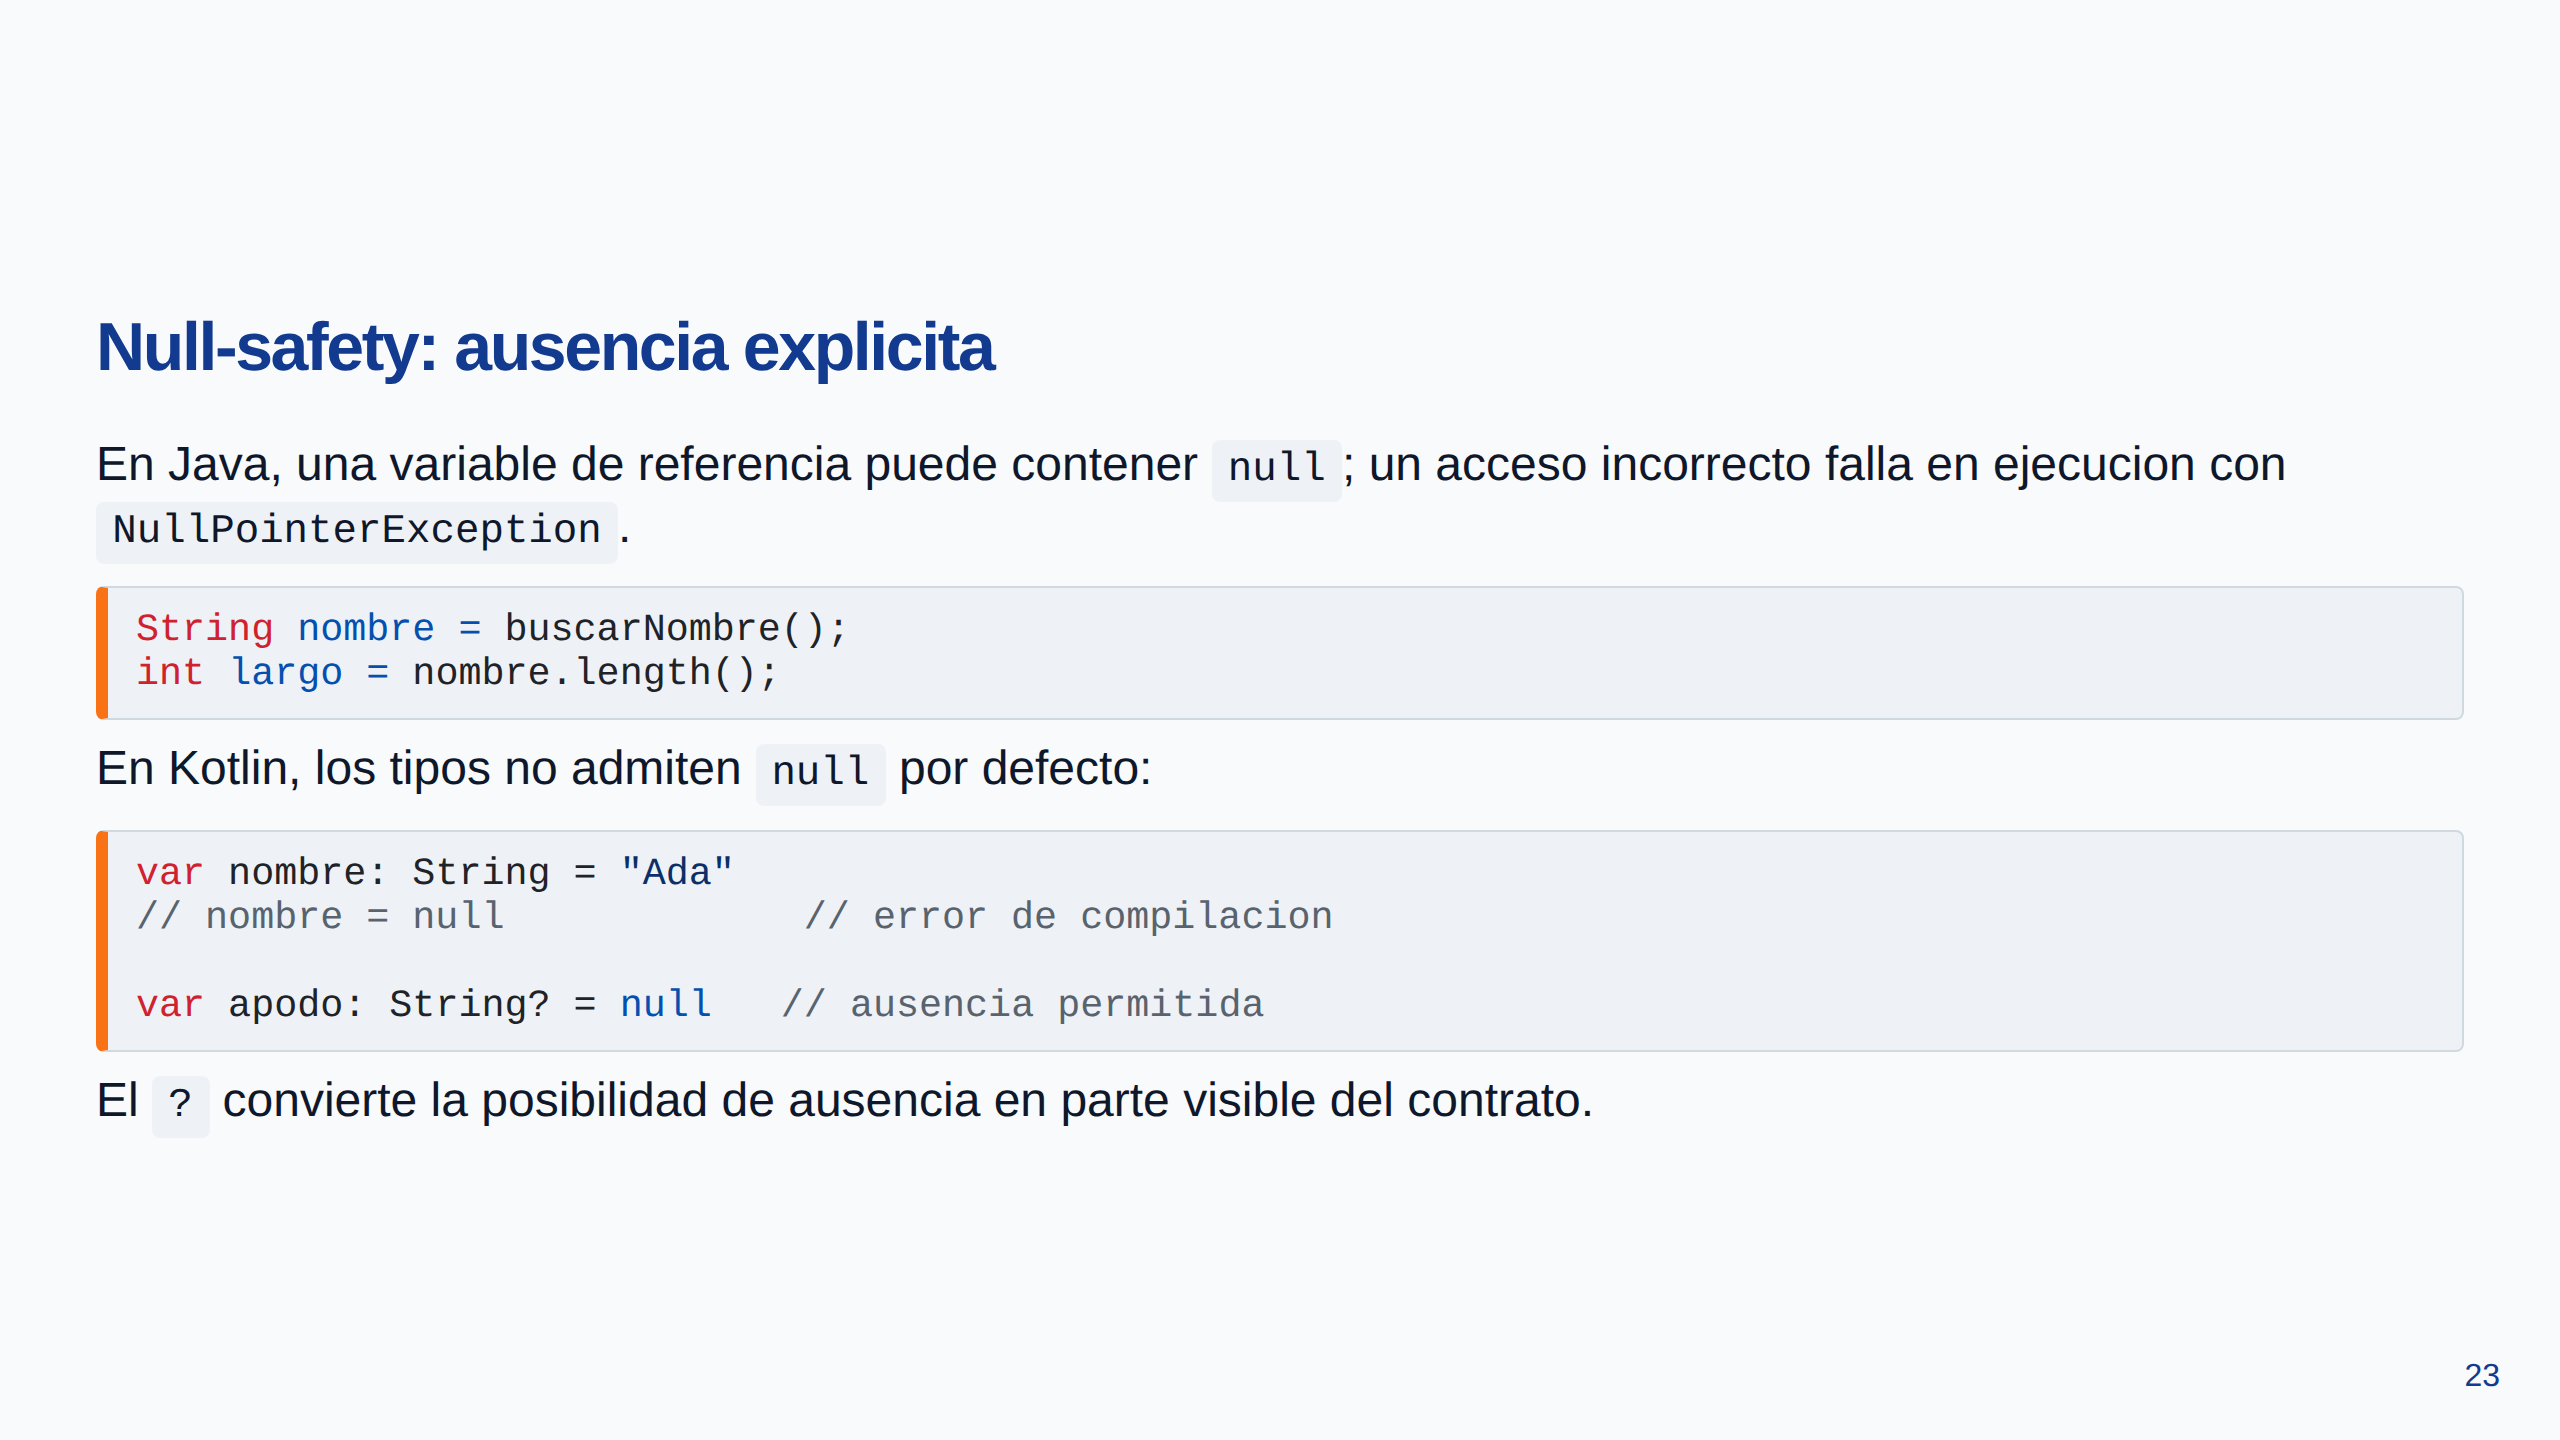 Null-safety: ausencia explicita
En Java, una variable de referencia puede contener null; un acceso incorrecto falla en ejecucion con
NullPointerException.
String nombre = buscarNombre();
int largo = nombre.length();
En Kotlin, los tipos no admiten null por defecto:
var nombre: String = "Ada"
// nombre = null             // error de compilacion
var apodo: String? = null   // ausencia permitida
El ? convierte la posibilidad de ausencia en parte visible del contrato.
23